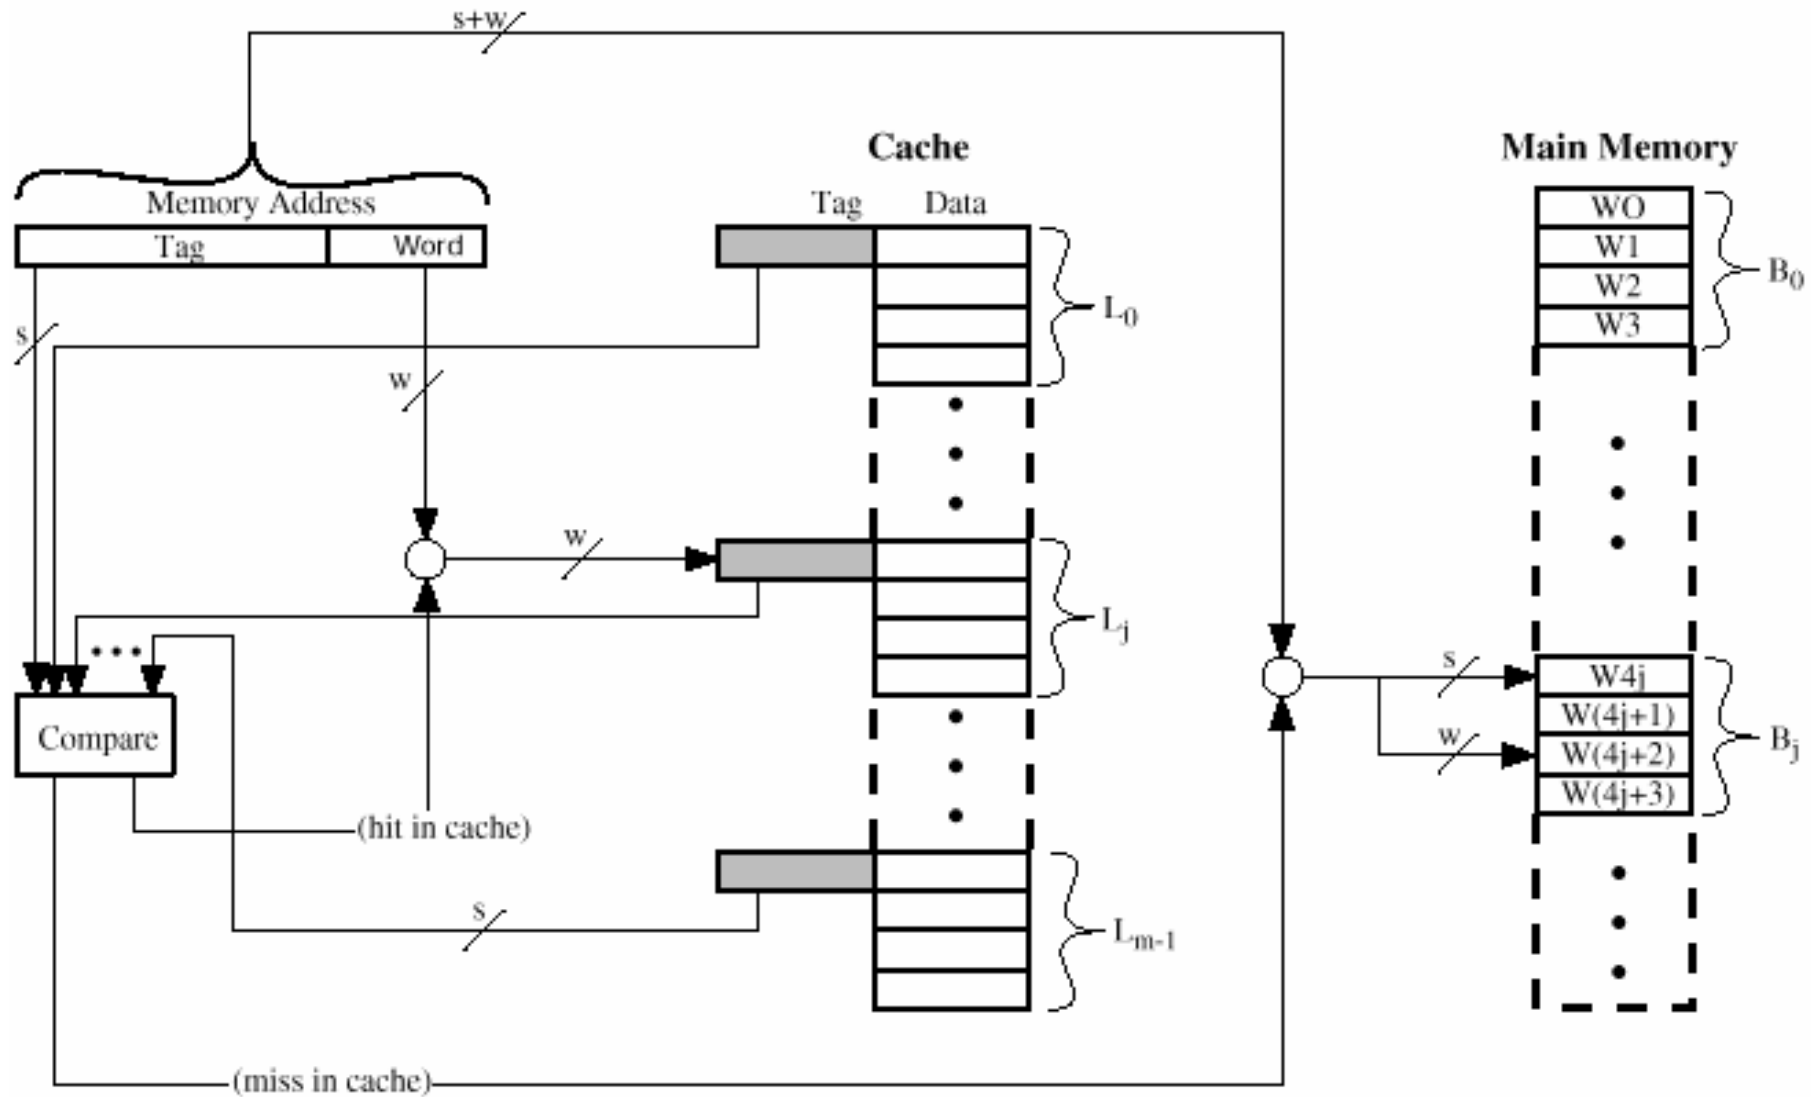 s+w
Cache
Main Memory
Memory Address
Tag Data
Tag Word
WO
W1
W2
W3
B0
L0
s
w
w
Lj
s
W4j
W(4j+1)
W(4j+2)
W(4j+3)
w
Bj
Compare
(hit in cache)
s
Lm-1
(miss in cache)